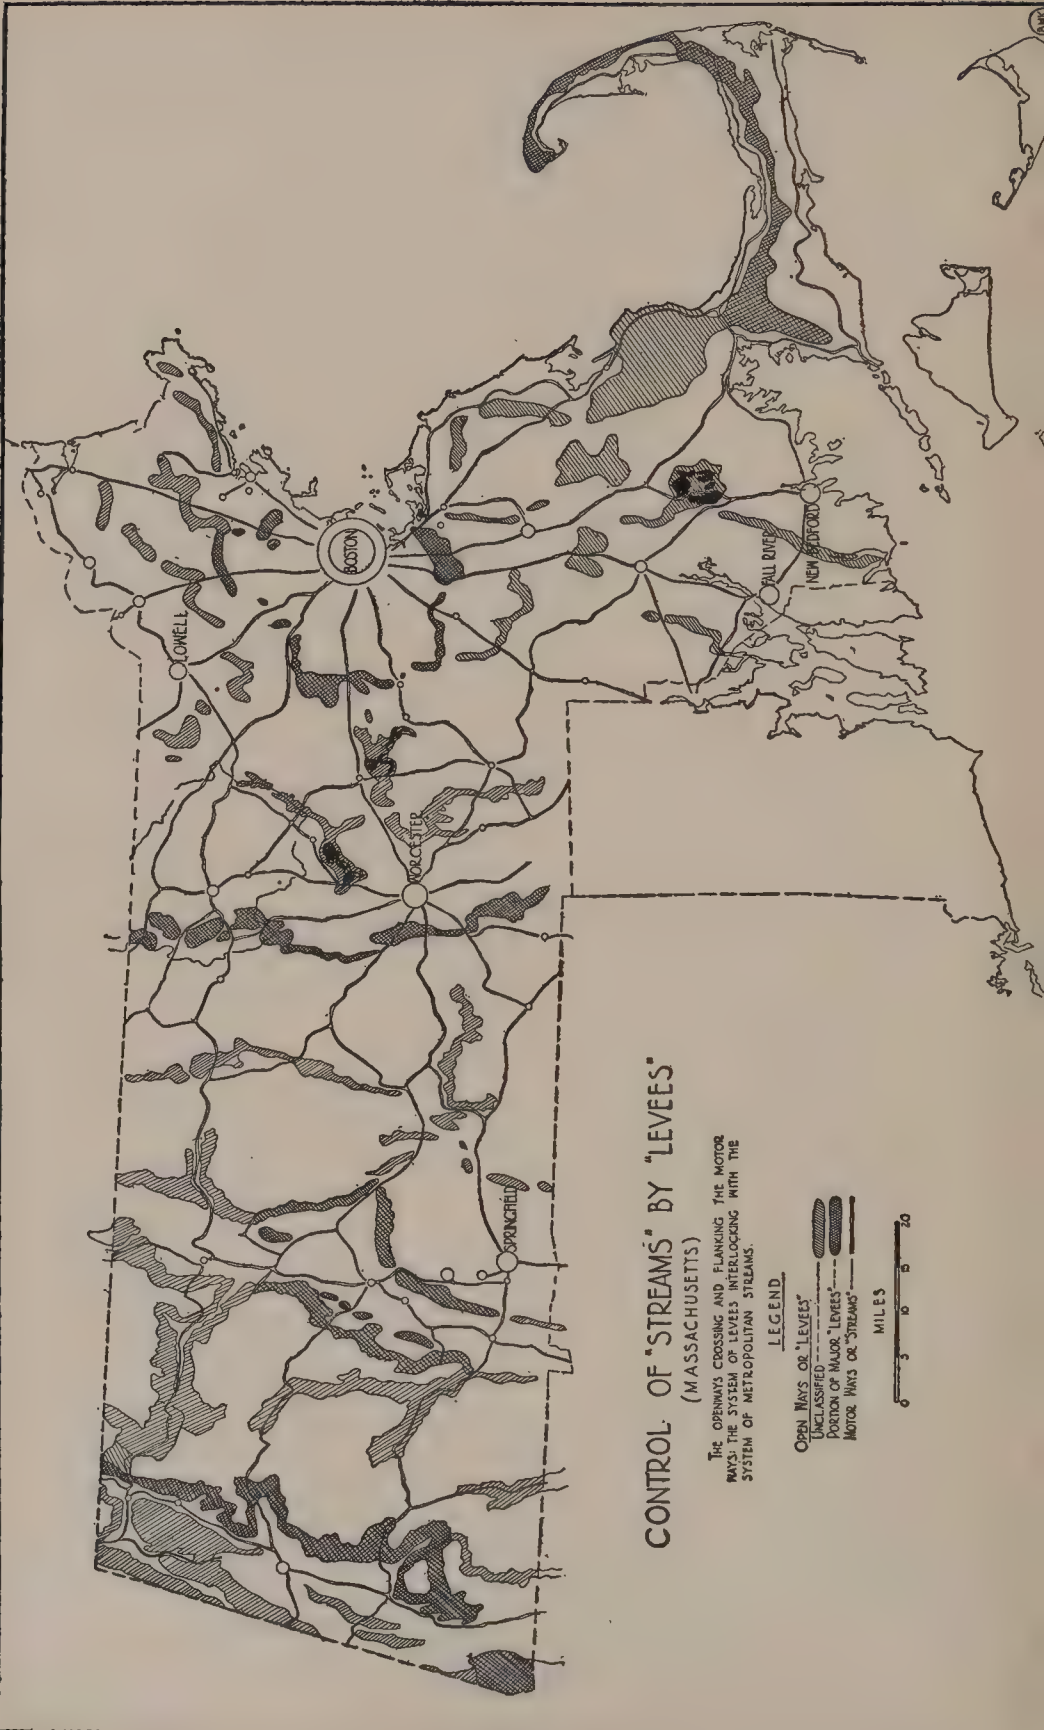 CONTROL OF "STREAMS" BY "LEVEES"
(MASSACHUSETTS)
THE OPENWAYS CROSSING AND FLANKING THE MOTOR
WAYS: THE SYSTEM OF LEVEES INTERLOCKING WITH THE
SYSTEM OF METROPOLITAN STREAMS.
LEGEND
OPEN WAYS OR "LEVEES"
UNCLASSIFIED
PORTION OF MAJOR "LEVEES"
MOTOR WAYS OR "STREAMS"
MILES
0 5 10 15 20
BOSTON
LOWELL
WORCESTER
SPRINGFIELD
FALL RIVER
NEW BEDFORD